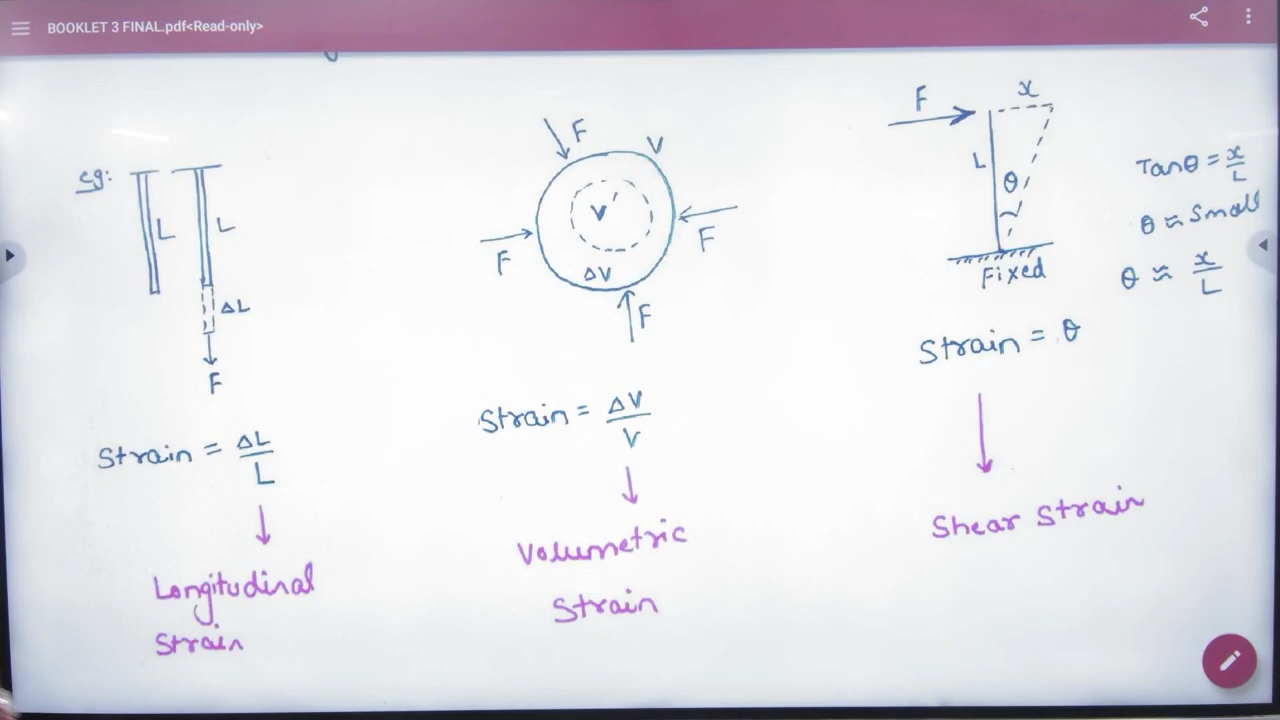 BOOKLET 3 FINAL.pdf<Read-only>
eg:
L
L
ΔL
F
Strain = ΔL/L
Longitudinal
Strain
F
V
V'
F
F
ΔV
F
Strain = ΔV/V
Volumetric
Strain
F
x
L
θ
Fixed
Tanθ = x/L
θ ≈ Small
θ ≈ x/L
Strain = θ
Shear Strain